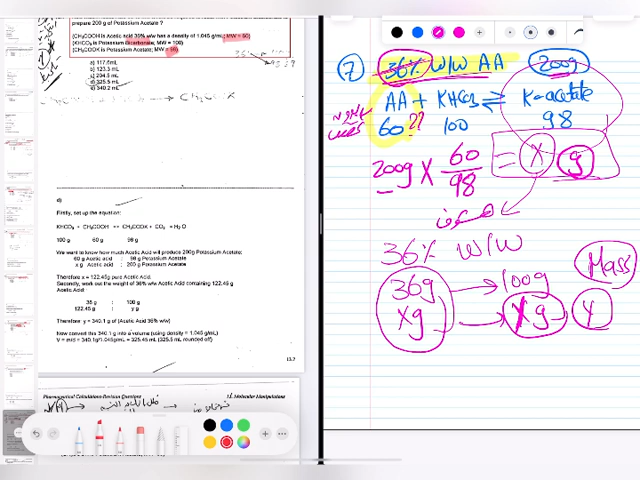 prepare 200 g of Potassium Acetate ?
(CH₃COOH is Acetic Acid 36% w/w has a density of 1.045 g/mL; MW = 60)
(KHCO₃ is Potassium Bicarbonate; MW = 100)
(CH₃COOK is Potassium Acetate; MW = 98)
a) 117.6mL
b) 123.3 mL
c) 204.8 mL
d) 325.5 mL
e) 340.2 mL
d)
Firstly, set up the equation:
KHCO₃ + CH₃COOH ↔ CH₃COOK + CO₂ + H₂O
100 g 60 g 98 g
We want to know how much Acetic Acid will produce 200g Potassium Acetate:
60 g Acetic Acid : 98 g Potassium Acetate
x g Acetic Acid : 200 g Potassium Acetate
Therefore x = 122.45g pure Acetic Acid.
Secondly, work out the weight of 36% w/w Acetic Acid containing 122.45 g
Acetic Acid:
36 g : 100 g
122.45 g : y g
Therefore y = 340.1 g of (Acetic Acid 36% w/w)
Now convert this 340.1 g into a volume (using density = 1.045 g/mL)
V = m/d = 340.1g/1.045g/mL = 325.45 mL (325.5 mL rounded off)
13.7
Pharmaceutical Calculations Revision Questions
13. Molecular Manipulations
7 36% W/W AA 200g
AA + KHCO₃ ⇌ K-acetate
60 ?? 100 98
200g × 60/98 = X g
36% W/W
Mass
36g → 100g
Xg → Yg Y